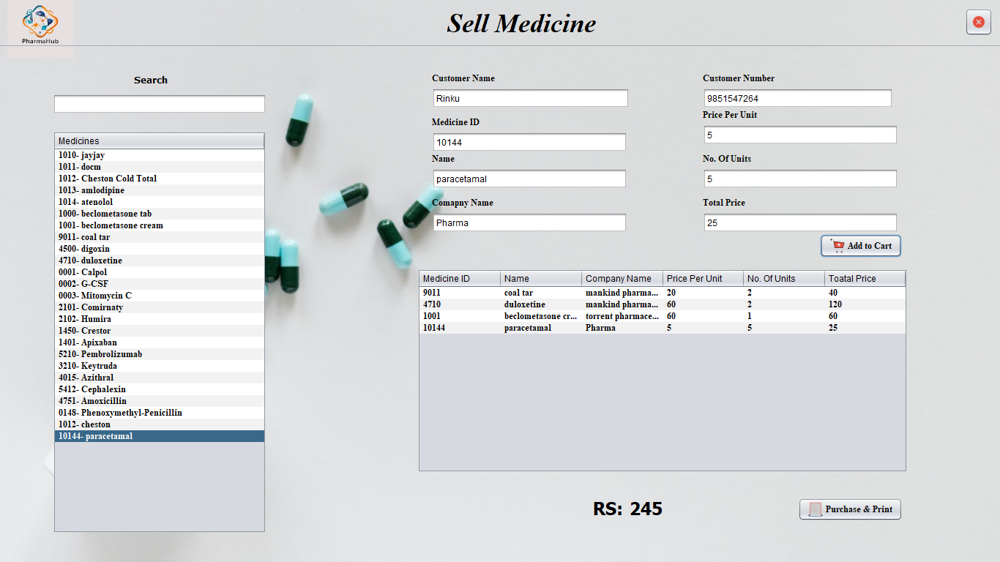 PharmaHub
Sell Medicine
Search
Medicines
1010- jayjay
1011- docm
1012- Cheston Cold Total
1013- amlodipine
1014- atenolol
1000- beclometasone tab
1001- beclometasone cream
9011- coal tar
4500- digoxin
4710- duloxetine
0001- Calpol
0002- G-CSF
0003- Mitomycin C
2101- Comirnaty
2102- Humira
1450- Crestor
1401- Apixaban
5210- Pembrolizumab
3210- Keytruda
4015- Azithral
5412- Cephalexin
4751- Amoxicillin
0148- Phenoxymethyl-Penicillin
1012- cheston
10144- paracetamal
Customer Name
Rinku
Customer Number
9851547264
Medicine ID
10144
Price Per Unit
5
Name
paracetamal
No. Of Units
5
Comapny Name
Pharma
Total Price
25
Add to Cart
Medicine ID Name Company Name Price Per Unit No. Of Units Toatal Price
9011 coal tar mankind pharma... 20 2 40
4710 duloxetine mankind pharma... 60 2 120
1001 beclometasone cr... torrent pharmace... 60 1 60
10144 paracetamal Pharma 5 5 25
RS: 245
Purchase & Print